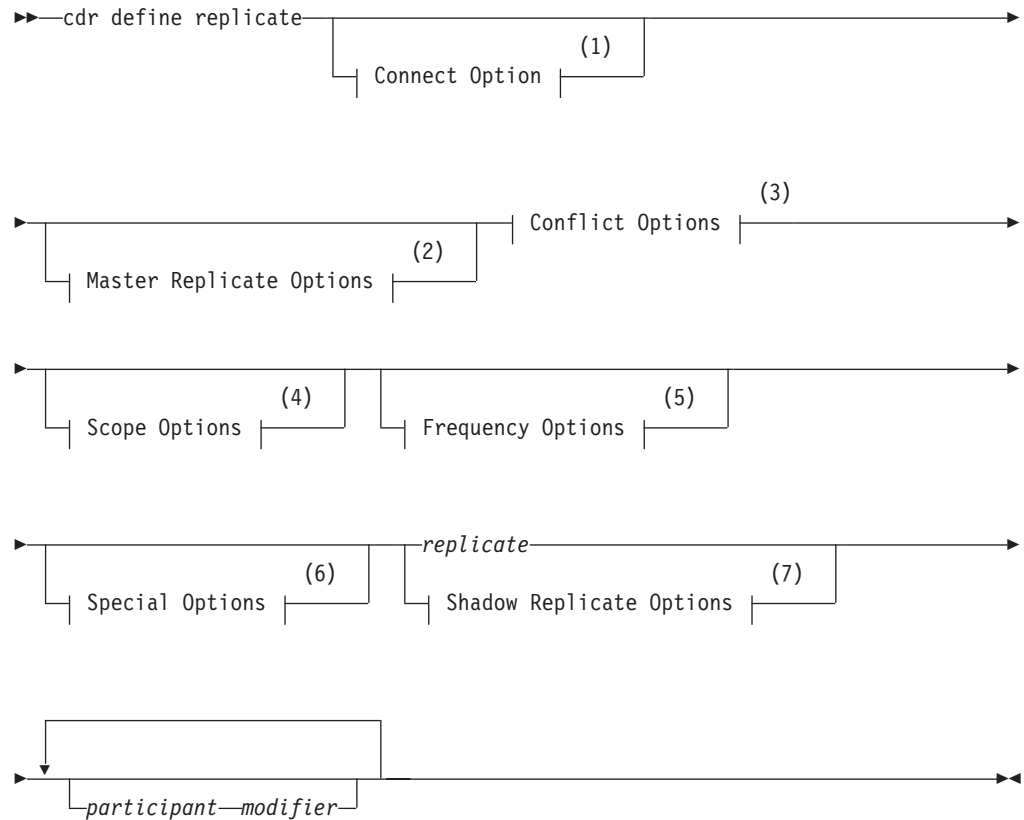 cdr define replicate
(1)
Connect Option
(3)
Conflict Options
(2)
Master Replicate Options
(4) (5)
Scope Options Frequency Options
replicate
(6) (7)
Special Options Shadow Replicate Options
participant modifier